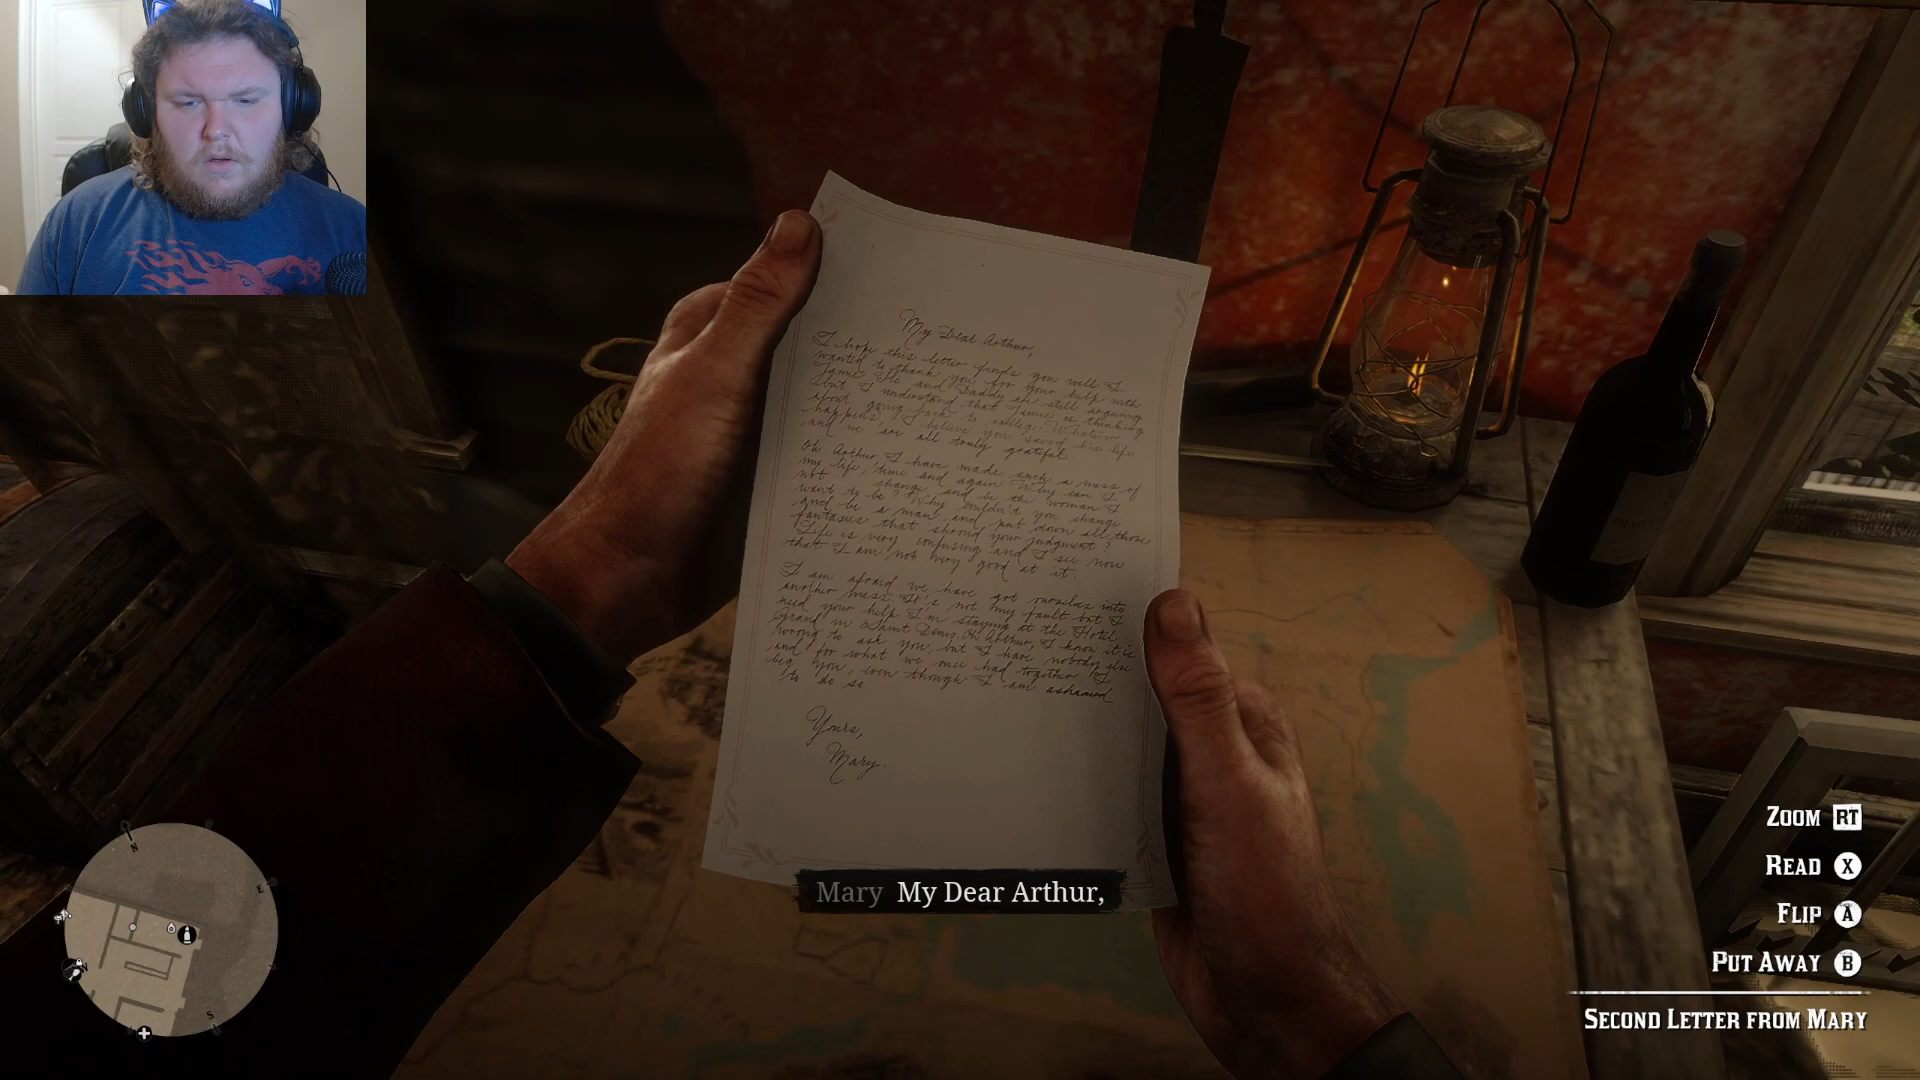 My Dear Arthur,
I hope this letter finds you well. I
wanted to thank you for your help with
Jamie. He and Daddy are still arguing
but I understand that Jamie is thinking
about going back to college. Whatever
happens, I believe you saved his life
and we are all truly grateful.
Oh Arthur, I have made such a mess of
my life, time and again. Why can I
not change and be the woman I
want to be? Why couldn't you change
and be a man, and put down all those
fantasies that shroud your judgment?
Life is very confusing and I see now
that I am not very good at it.
I am afraid we have got ourselves into
another mess. It's not my fault but I
need your help. I'm staying at the Hotel
Grand in Saint Denis. Oh Arthur, I know it is
wrong to ask you, but I have nobody else
and for what we once had together I
beg you, even though I am ashamed
to do so
Yours,
Mary.
Mary My Dear Arthur,
N
E
S
ZOOM RT
READ X
FLIP A
PUT AWAY B
SECOND LETTER FROM MARY